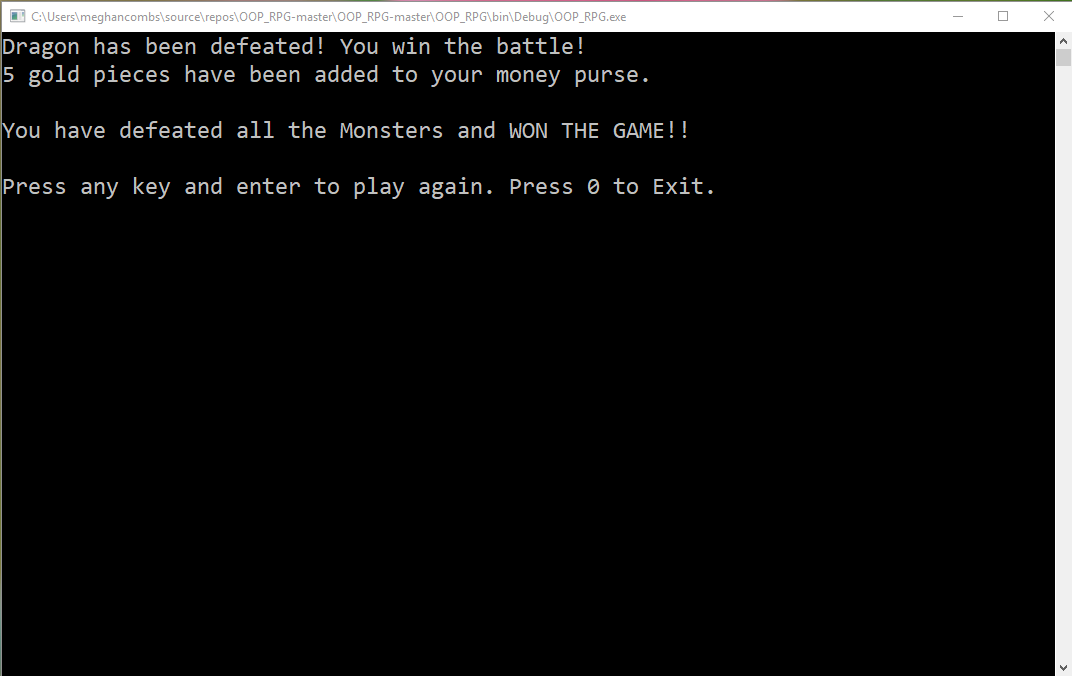 C:\Users\meghancombs\source\repos\OOP_RPG-master\OOP_RPG-master\OOP_RPG\bin\Debug\OOP_RPG.exe
Dragon has been defeated! You win the battle!
5 gold pieces have been added to your money purse.
You have defeated all the Monsters and WON THE GAME!!
Press any key and enter to play again. Press 0 to Exit.